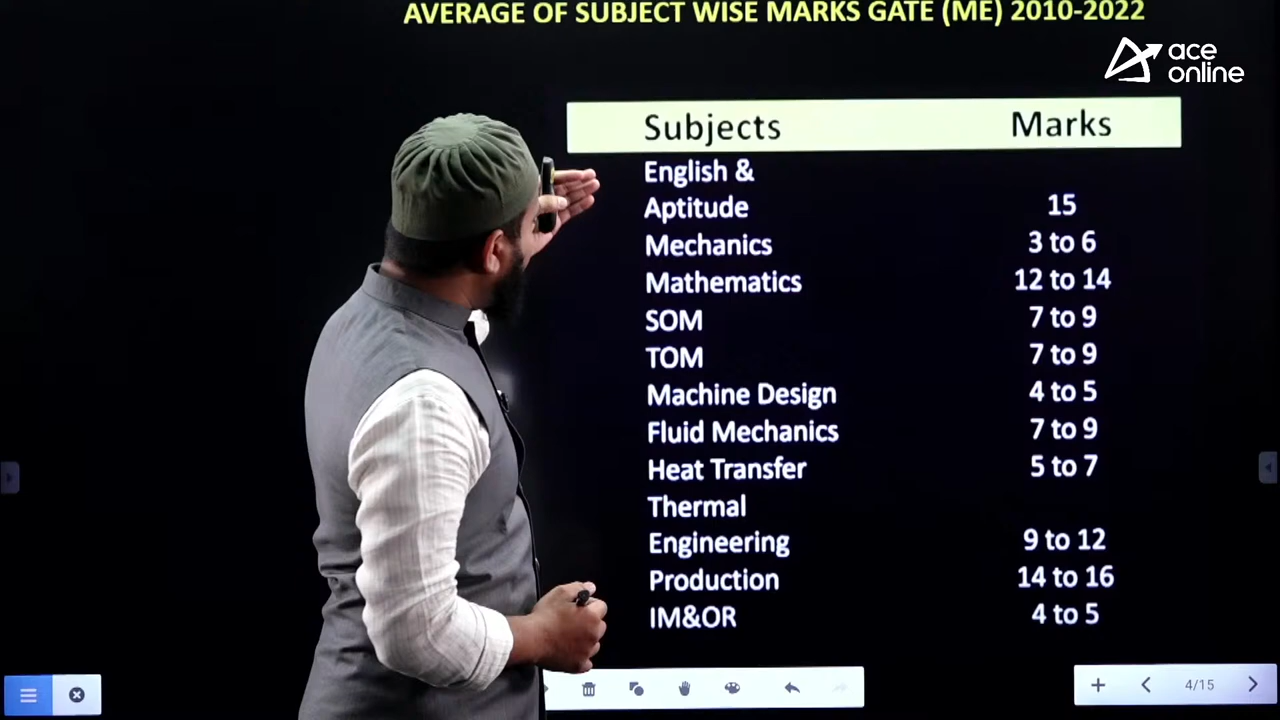 AVERAGE OF SUBJECT WISE MARKS GATE (ME) 2010-2022
ace
online
Subjects Marks
English &
Aptitude 15
Mechanics 3 to 6
Mathematics 12 to 14
SOM 7 to 9
TOM 7 to 9
Machine Design 4 to 5
Fluid Mechanics 7 to 9
Heat Transfer 5 to 7
Thermal
Engineering 9 to 12
Production 14 to 16
IM&OR 4 to 5
4/15